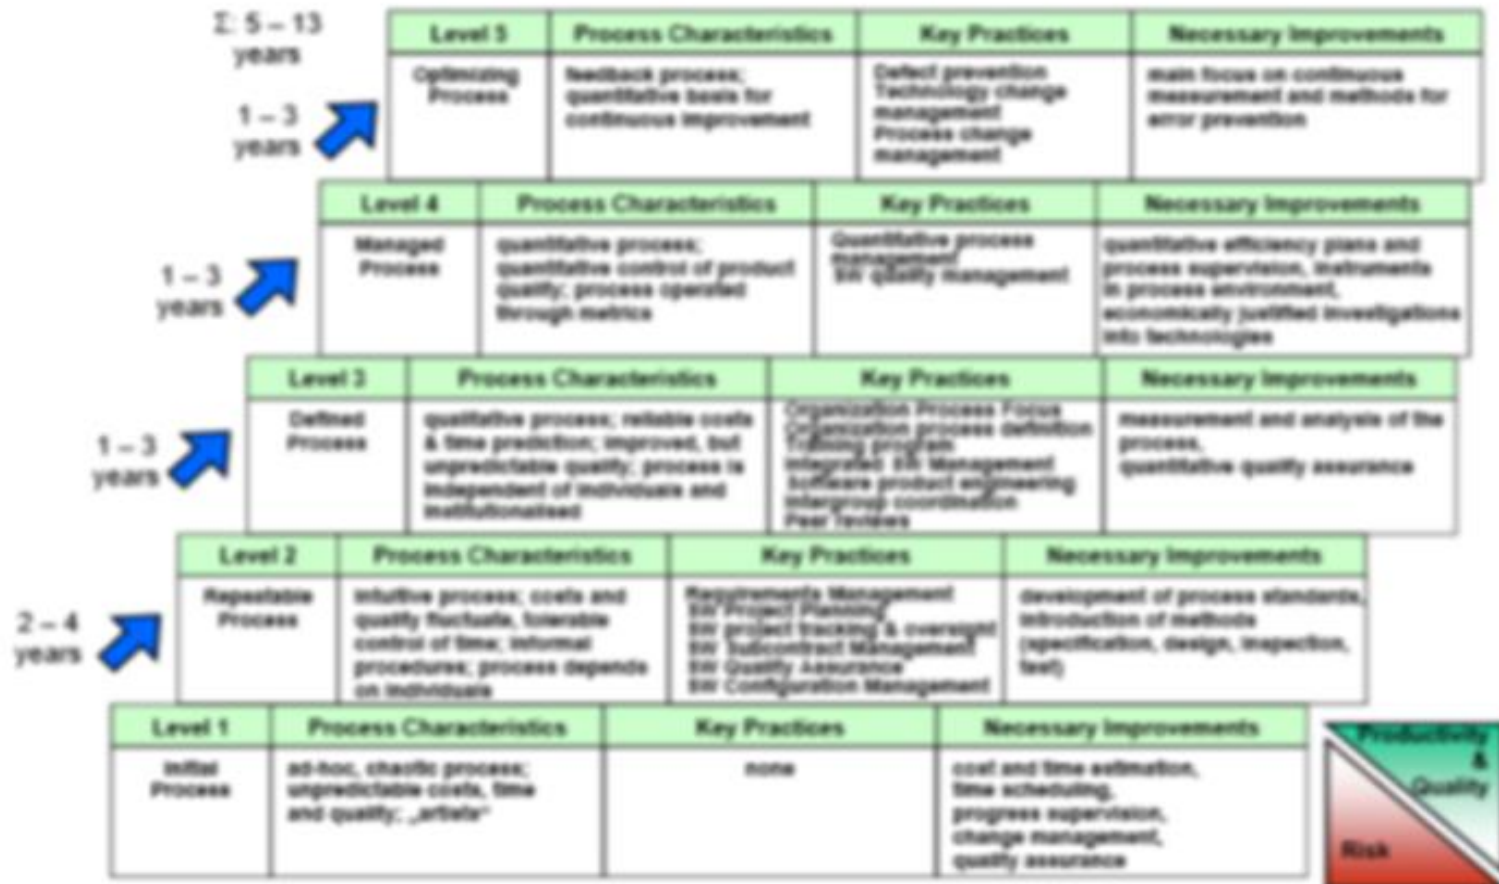 Σ: 5 – 13
years
1 – 3
years
Level 5 Process Characteristics Key Practices Necessary Improvements
Optimizing
Process
feedback process;
quantitative basis for
continuous improvement
Defect prevention
Technology change
management
Process change
management
main focus on continuous
measurement and methods for
error prevention
1 – 3
years
Level 4 Process Characteristics Key Practices Necessary Improvements
Managed
Process
quantitative process;
quantitative control of product
quality; process operated
through metrics
Quantitative process
management
SW quality management
quantitative efficiency plans and
process supervision, instruments
in process environment,
economically justified investigations
into technologies
1 – 3
years
Level 3 Process Characteristics Key Practices Necessary Improvements
Defined
Process
qualitative process; reliable costs
& time prediction; improved, but
unpredictable quality; process is
independent of individuals and
institutionalised
Organization Process Focus
Organization process definition
Training program
Integrated SW Management
Software product engineering
Intergroup coordination
Peer reviews
measurement and analysis of the
process,
quantitative quality assurance
2 – 4
years
Level 2 Process Characteristics Key Practices Necessary Improvements
Repeatable
Process
intuitive process; costs and
quality fluctuate, tolerable
control of time; informal
procedures; process depends
on individuals
Requirements Management
SW Project Planning
SW project tracking & oversight
SW Subcontract Management
SW Quality Assurance
SW Configuration Management
development of process standards,
introduction of methods
(specification, design, inspection,
test)
Level 1 Process Characteristics Key Practices Necessary Improvements
Initial
Process
ad-hoc, chaotic process;
unpredictable costs, time
and quality; „artists“
none
cost and time estimation,
time scheduling,
progress supervision,
change management,
quality assurance
Productivity
&
Quality
Risk